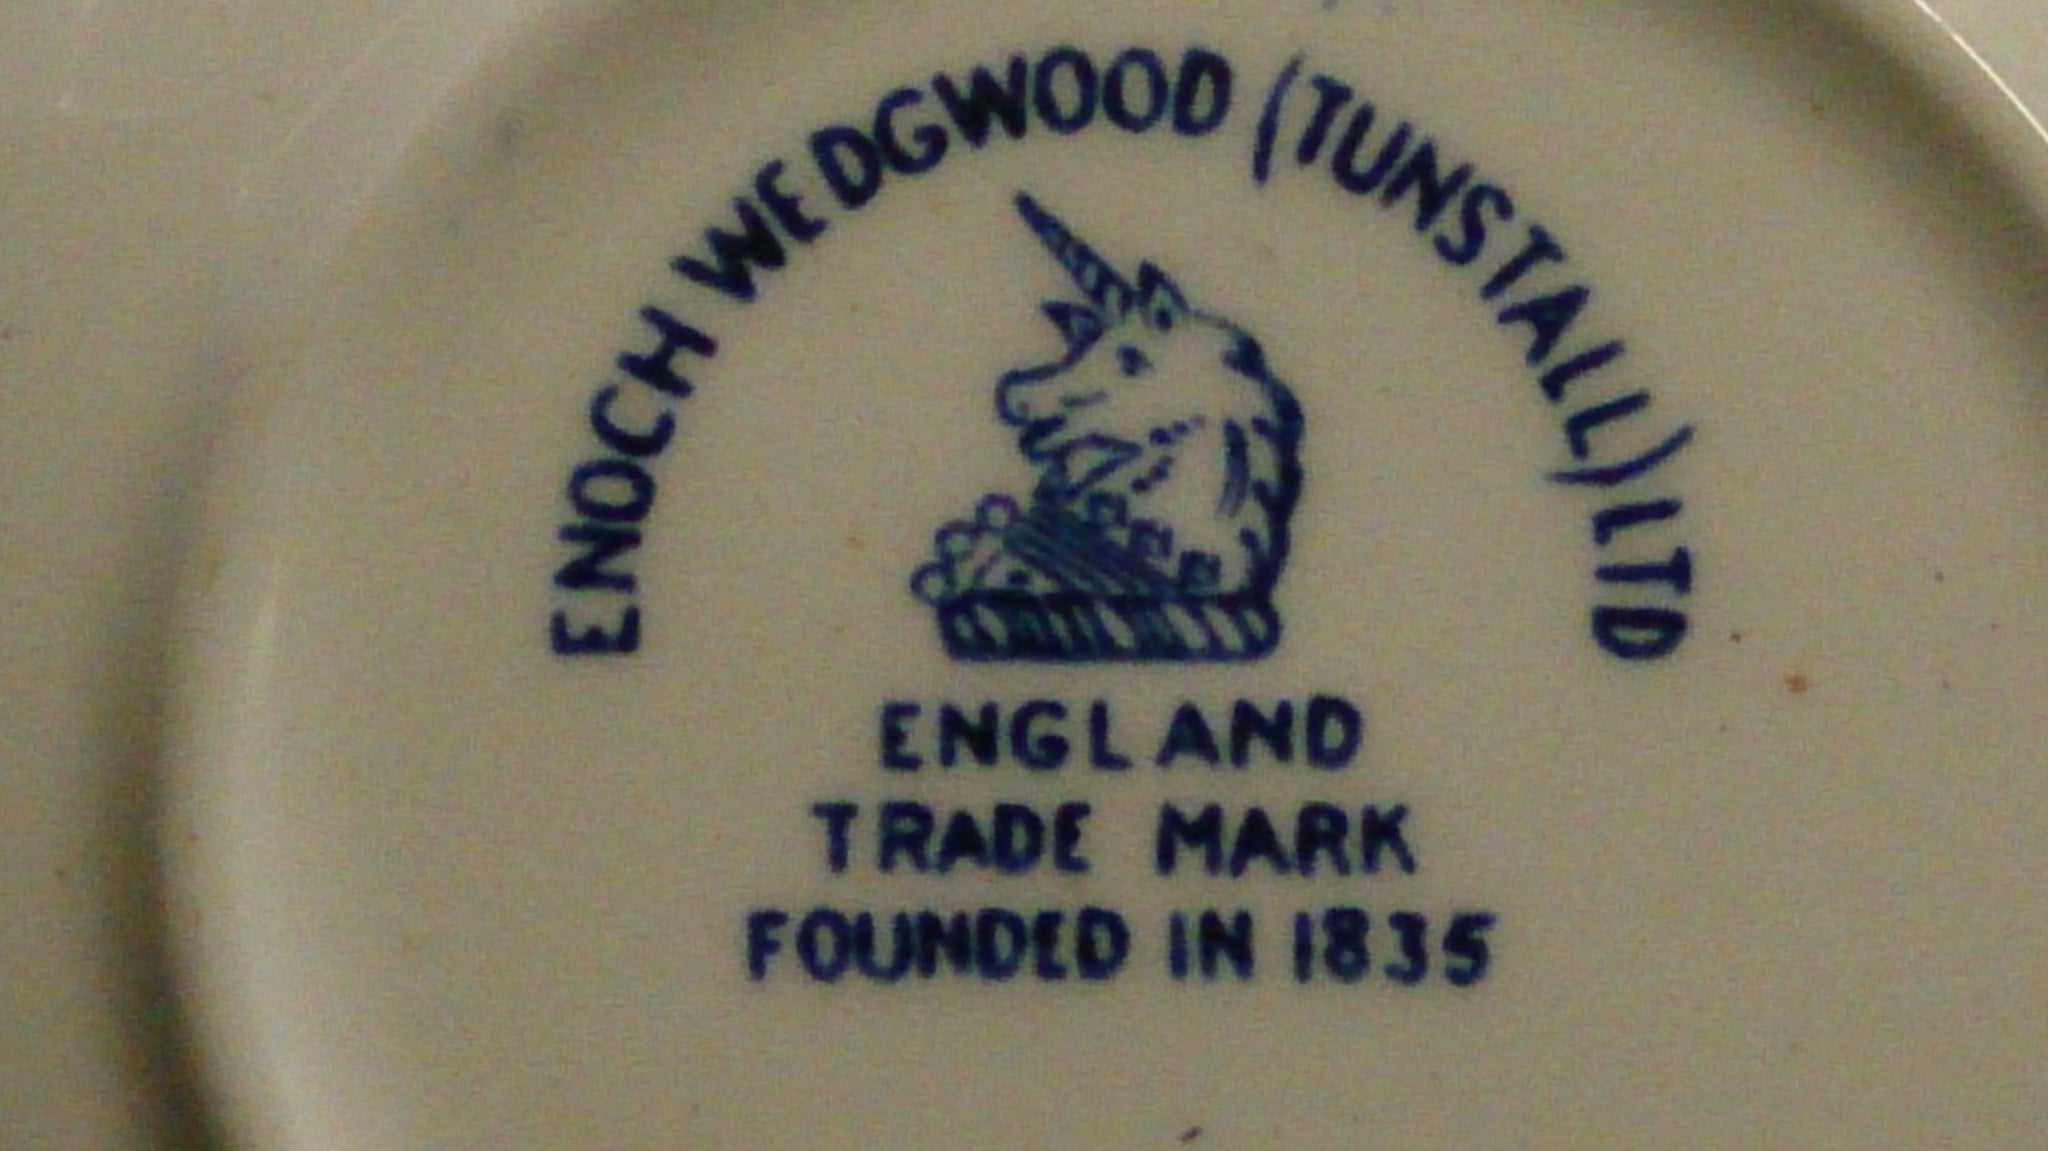 ENOCH WEDGWOOD (TUNSTALL) LTD
ENGLAND
TRADE MARK
FOUNDED IN 1835